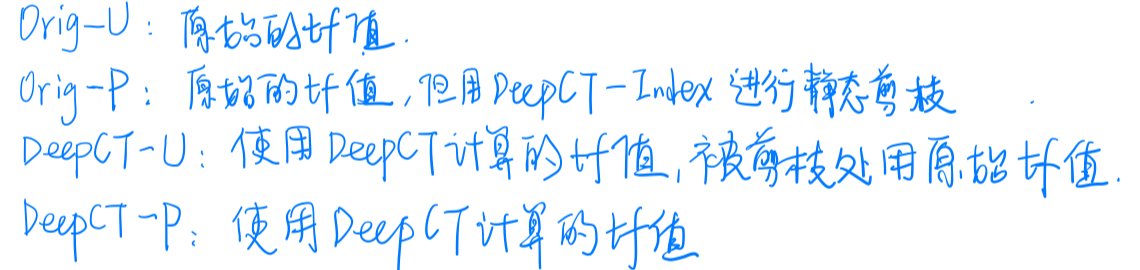 Orig-U：原始的tf值.
Orig-P：原始的tf值,但用DeepCT-Index进行静态剪枝
DeepCT-U：使用DeepCT计算的tf值,被剪枝处用原始tf值.
DeepCT-P：使用DeepCT计算的tf值